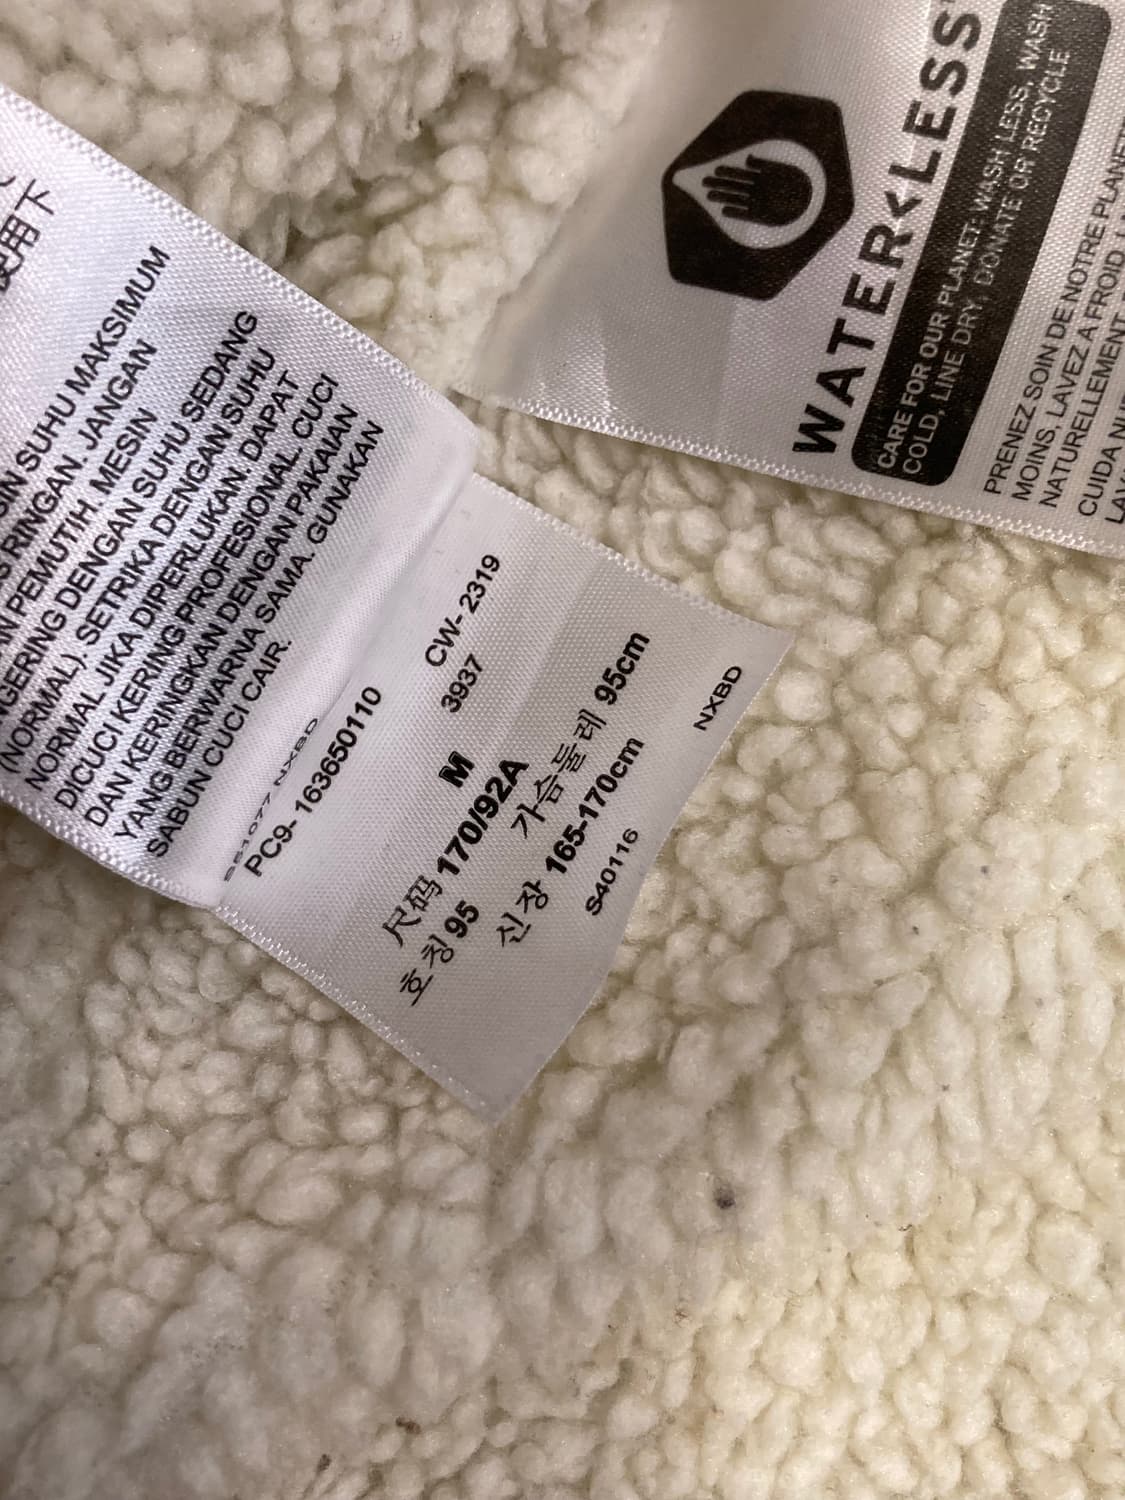 使用下
SIN SUHU MAKSIMUM
RINGAN. JANGAN
PEMUTIH. MESIN
NGERING DENGAN SUHU SEDANG
(NORMAL). SETRIKA DENGAN SUHU
NORMAL JIKA DIPERLUKAN. DAPAT
DICUCI KERING PROFESIONAL. CUCI
DAN KERINGKAN DENGAN PAKAIAN
YANG BERWARNA SAMA. GUNAKAN
SABUN CUCI CAIR.
NXBD
PC9- 163650110
CW- 2319
3937
M
尺码 170/92A
호칭 95 가슴둘레 95cm
신장 165-170cm
S40116 NXBD
WATER<LESS
CARE FOR OUR PLANET: WASH LESS, WASH
COLD, LINE DRY, DONATE OR RECYCLE
PRENEZ SOIN DE NOTRE PLANET
MOINS, LAVEZ A FROID,
NATURELLEMENT,
CUIDA NU